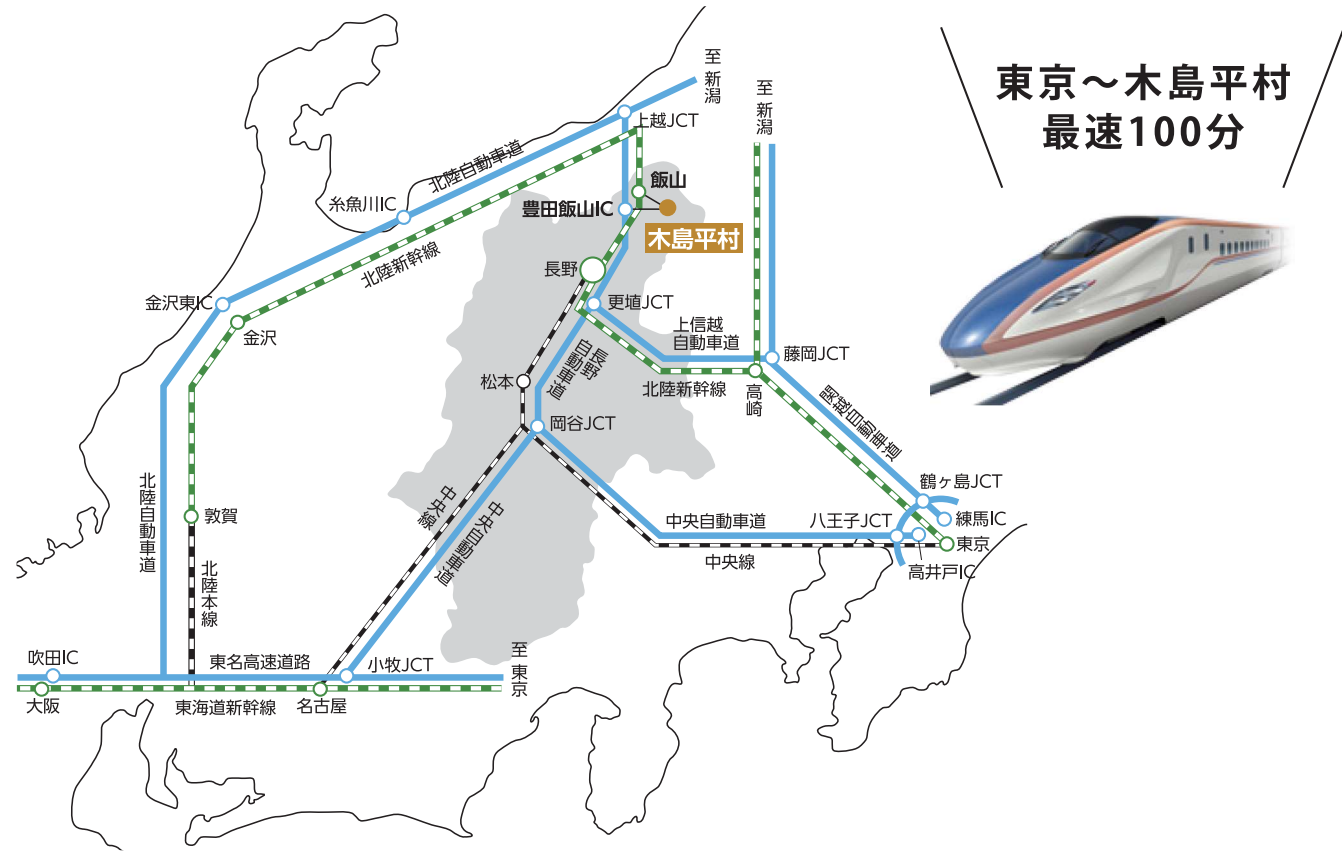 東京～木島平村
最速100分
至 新潟
至 新潟
上越JCT
北陸自動車道
糸魚川IC
飯山
豊田飯山IC
木島平村
北陸新幹線
長野
金沢東IC
金沢
更埴JCT
上信越
自動車道
藤岡JCT
長野
自動車道
松本
北陸新幹線
高崎
岡谷JCT
関越自動車道
北陸自動車道
敦賀
中央線
中央自動車道
鶴ヶ島JCT
中央自動車道
八王子JCT
練馬IC
東京
中央線
高井戸IC
北陸本線
吹田IC
東名高速道路
小牧JCT
至 東京
大阪
東海道新幹線
名古屋